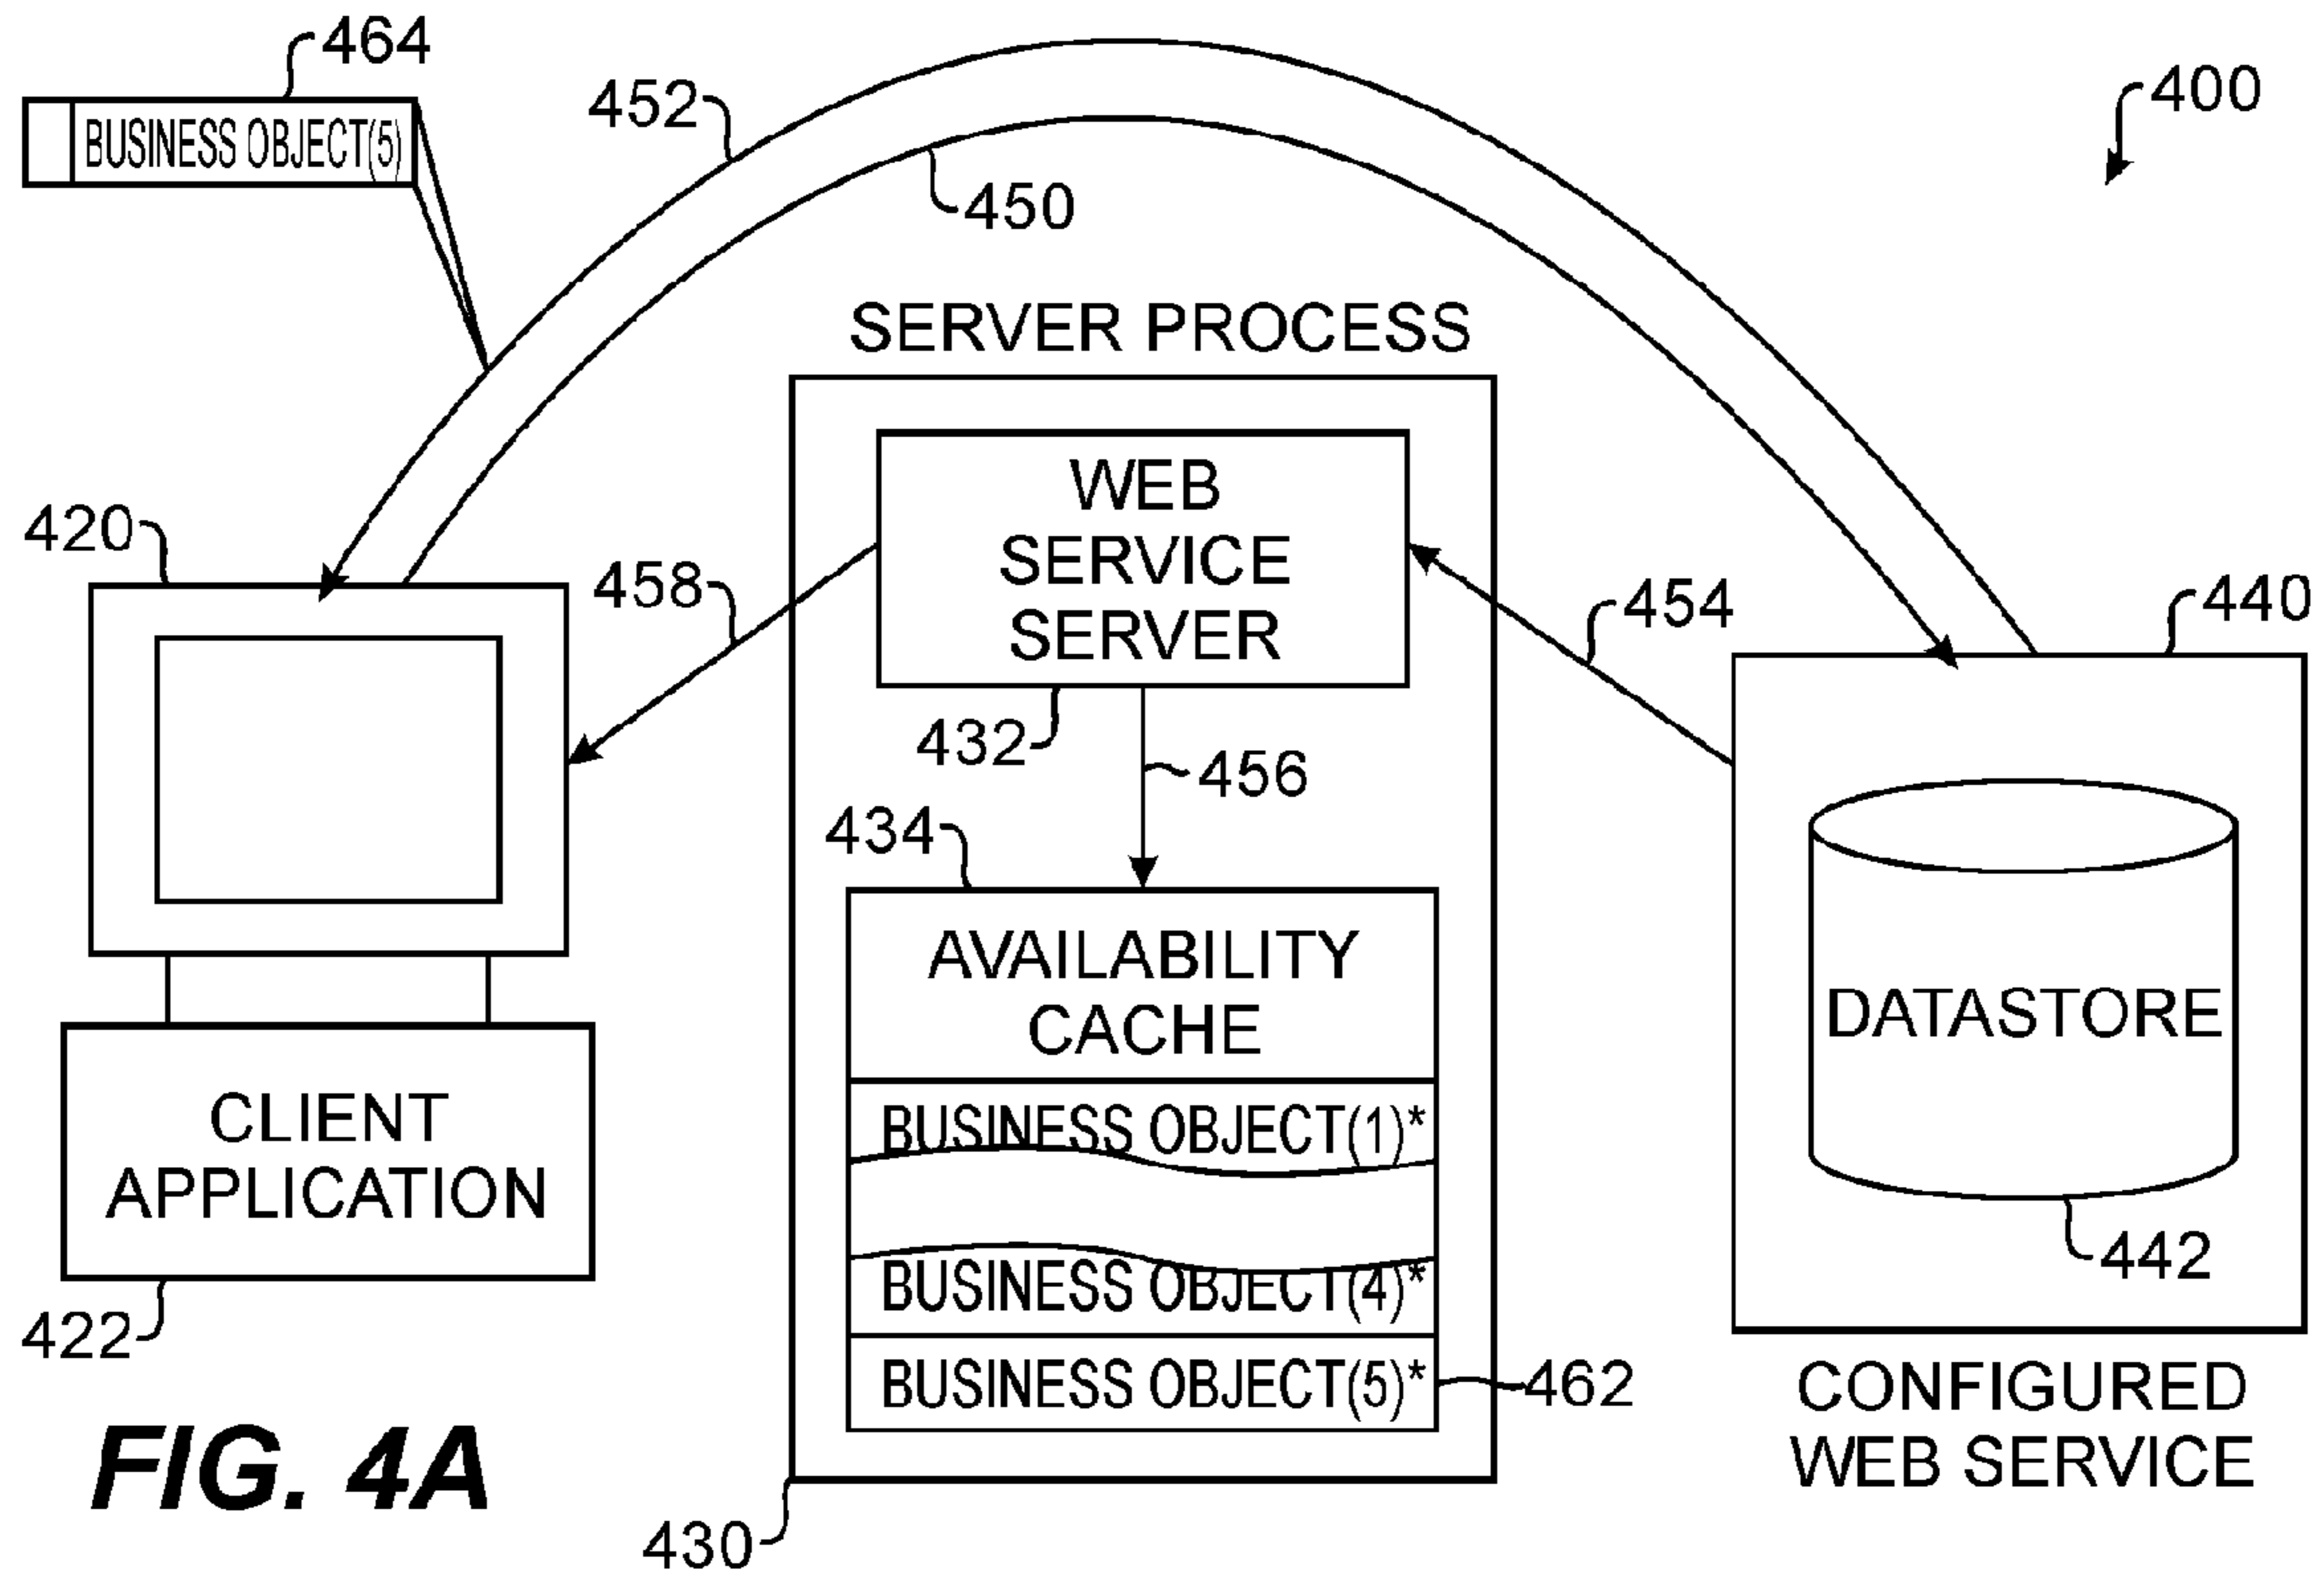 464
BUSINESS OBJECT(5)
452
450
400
SERVER PROCESS
WEB
SERVICE
SERVER
420
458
454
440
432
456
434
AVAILABILITY
CACHE
DATASTORE
CLIENT
APPLICATION
BUSINESS OBJECT(1)*
BUSINESS OBJECT(4)*
BUSINESS OBJECT(5)*
442
422
462
CONFIGURED
WEB SERVICE
FIG. 4A
430